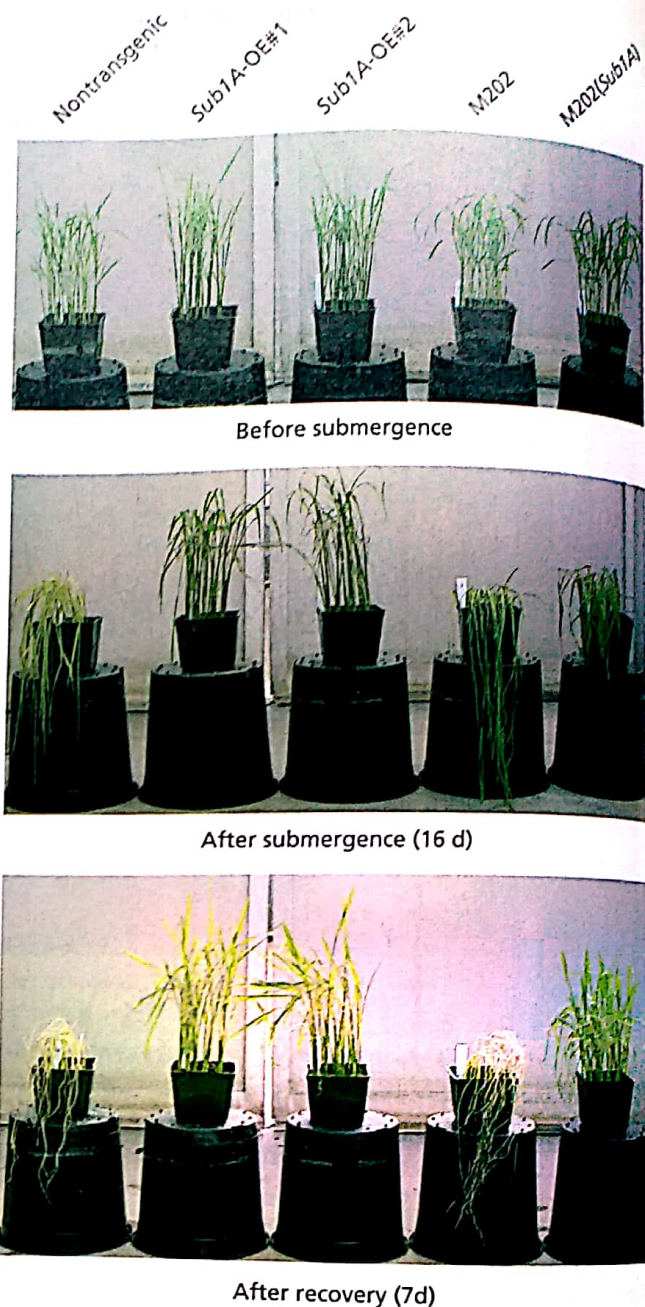 Nontransgenic
Sub1A-OE#1
Sub1A-OE#2
M202
M202(Sub1A)
Before submergence
After submergence (16 d)
After recovery (7d)